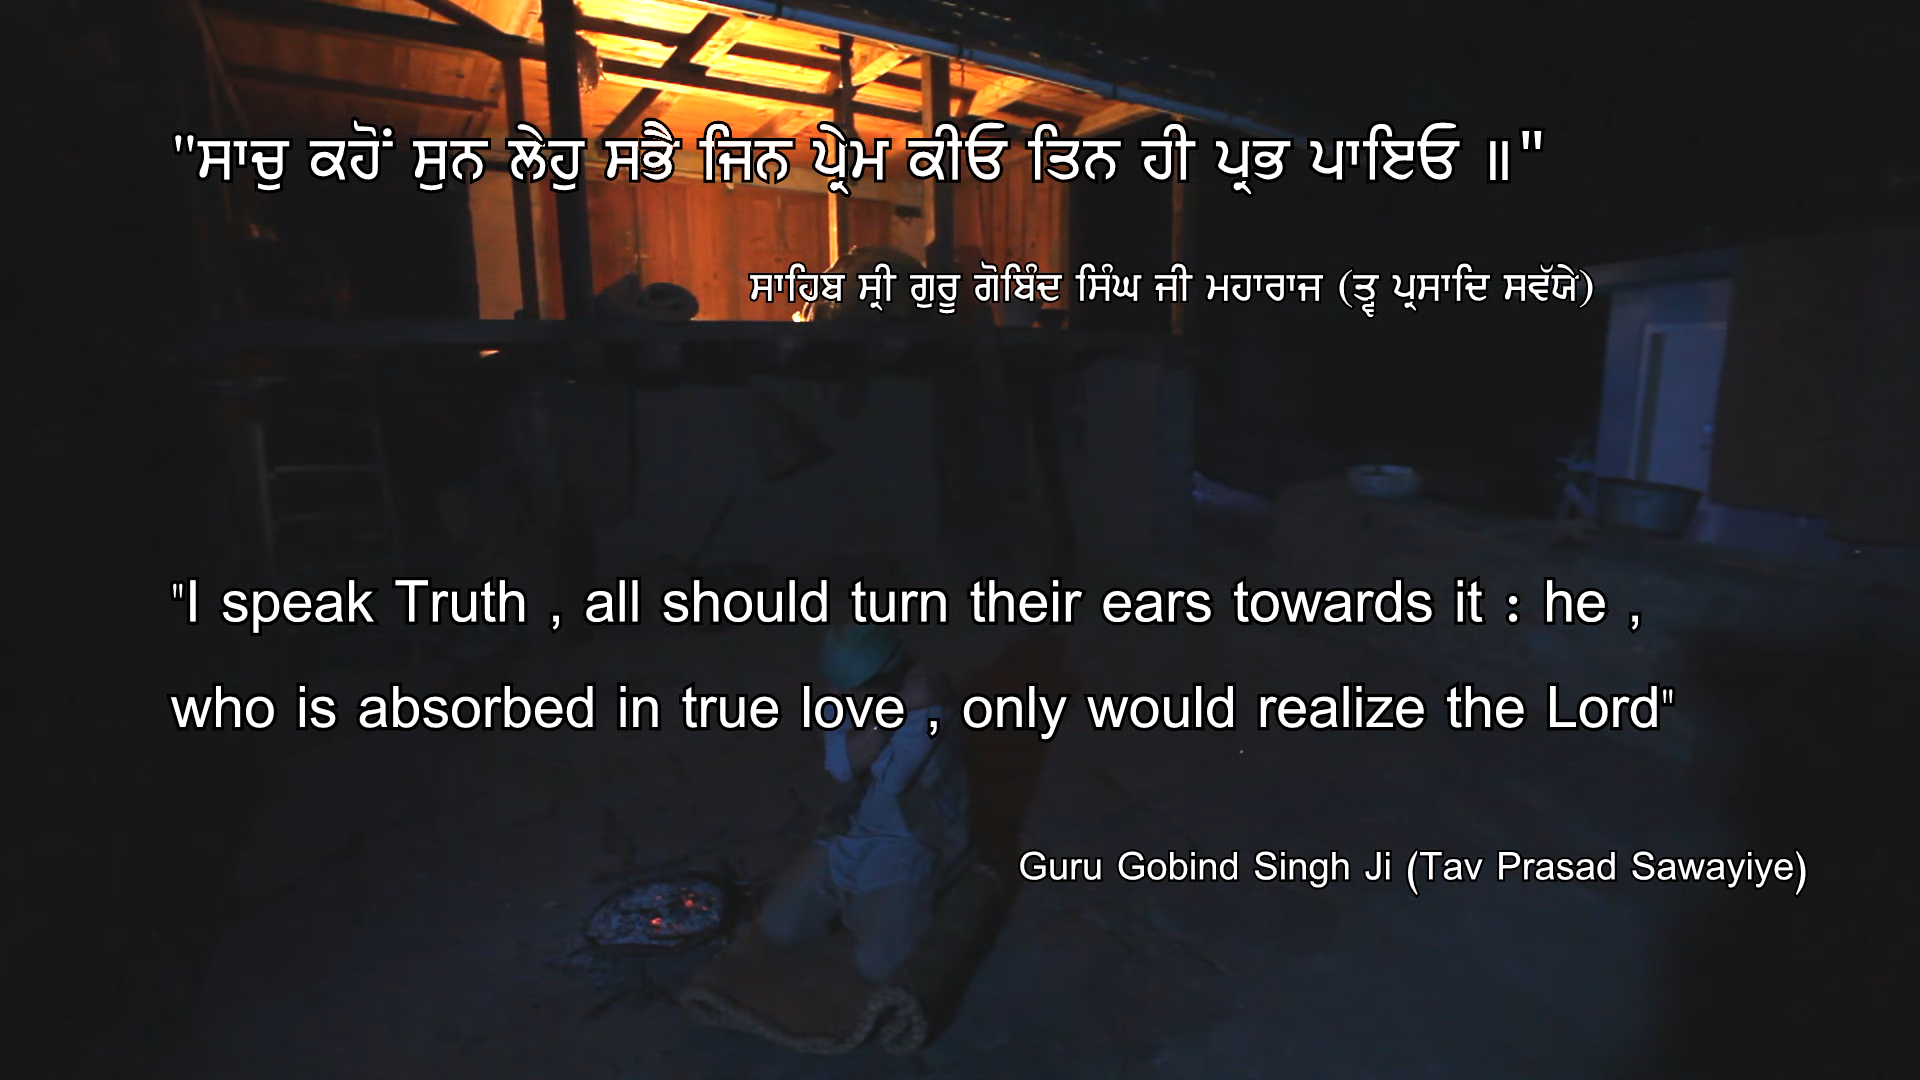 "ਸਾਚੁ ਕਹੋਂ ਸੁਨ ਲੇਹੁ ਸਭੈ ਜਿਨ ਪ੍ਰੇਮ ਕੀਓ ਤਿਨ ਹੀ ਪ੍ਰਭ ਪਾਇਓ ॥"
ਸਾਹਿਬ ਸ੍ਰੀ ਗੁਰੂ ਗੋਬਿੰਦ ਸਿੰਘ ਜੀ ਮਹਾਰਾਜ (ਤ੍ਵ ਪ੍ਰਸਾਦਿ ਸਵੱਯੇ)
"I speak Truth , all should turn their ears towards it : he ,
who is absorbed in true love , only would realize the Lord"
Guru Gobind Singh Ji (Tav Prasad Sawayiye)